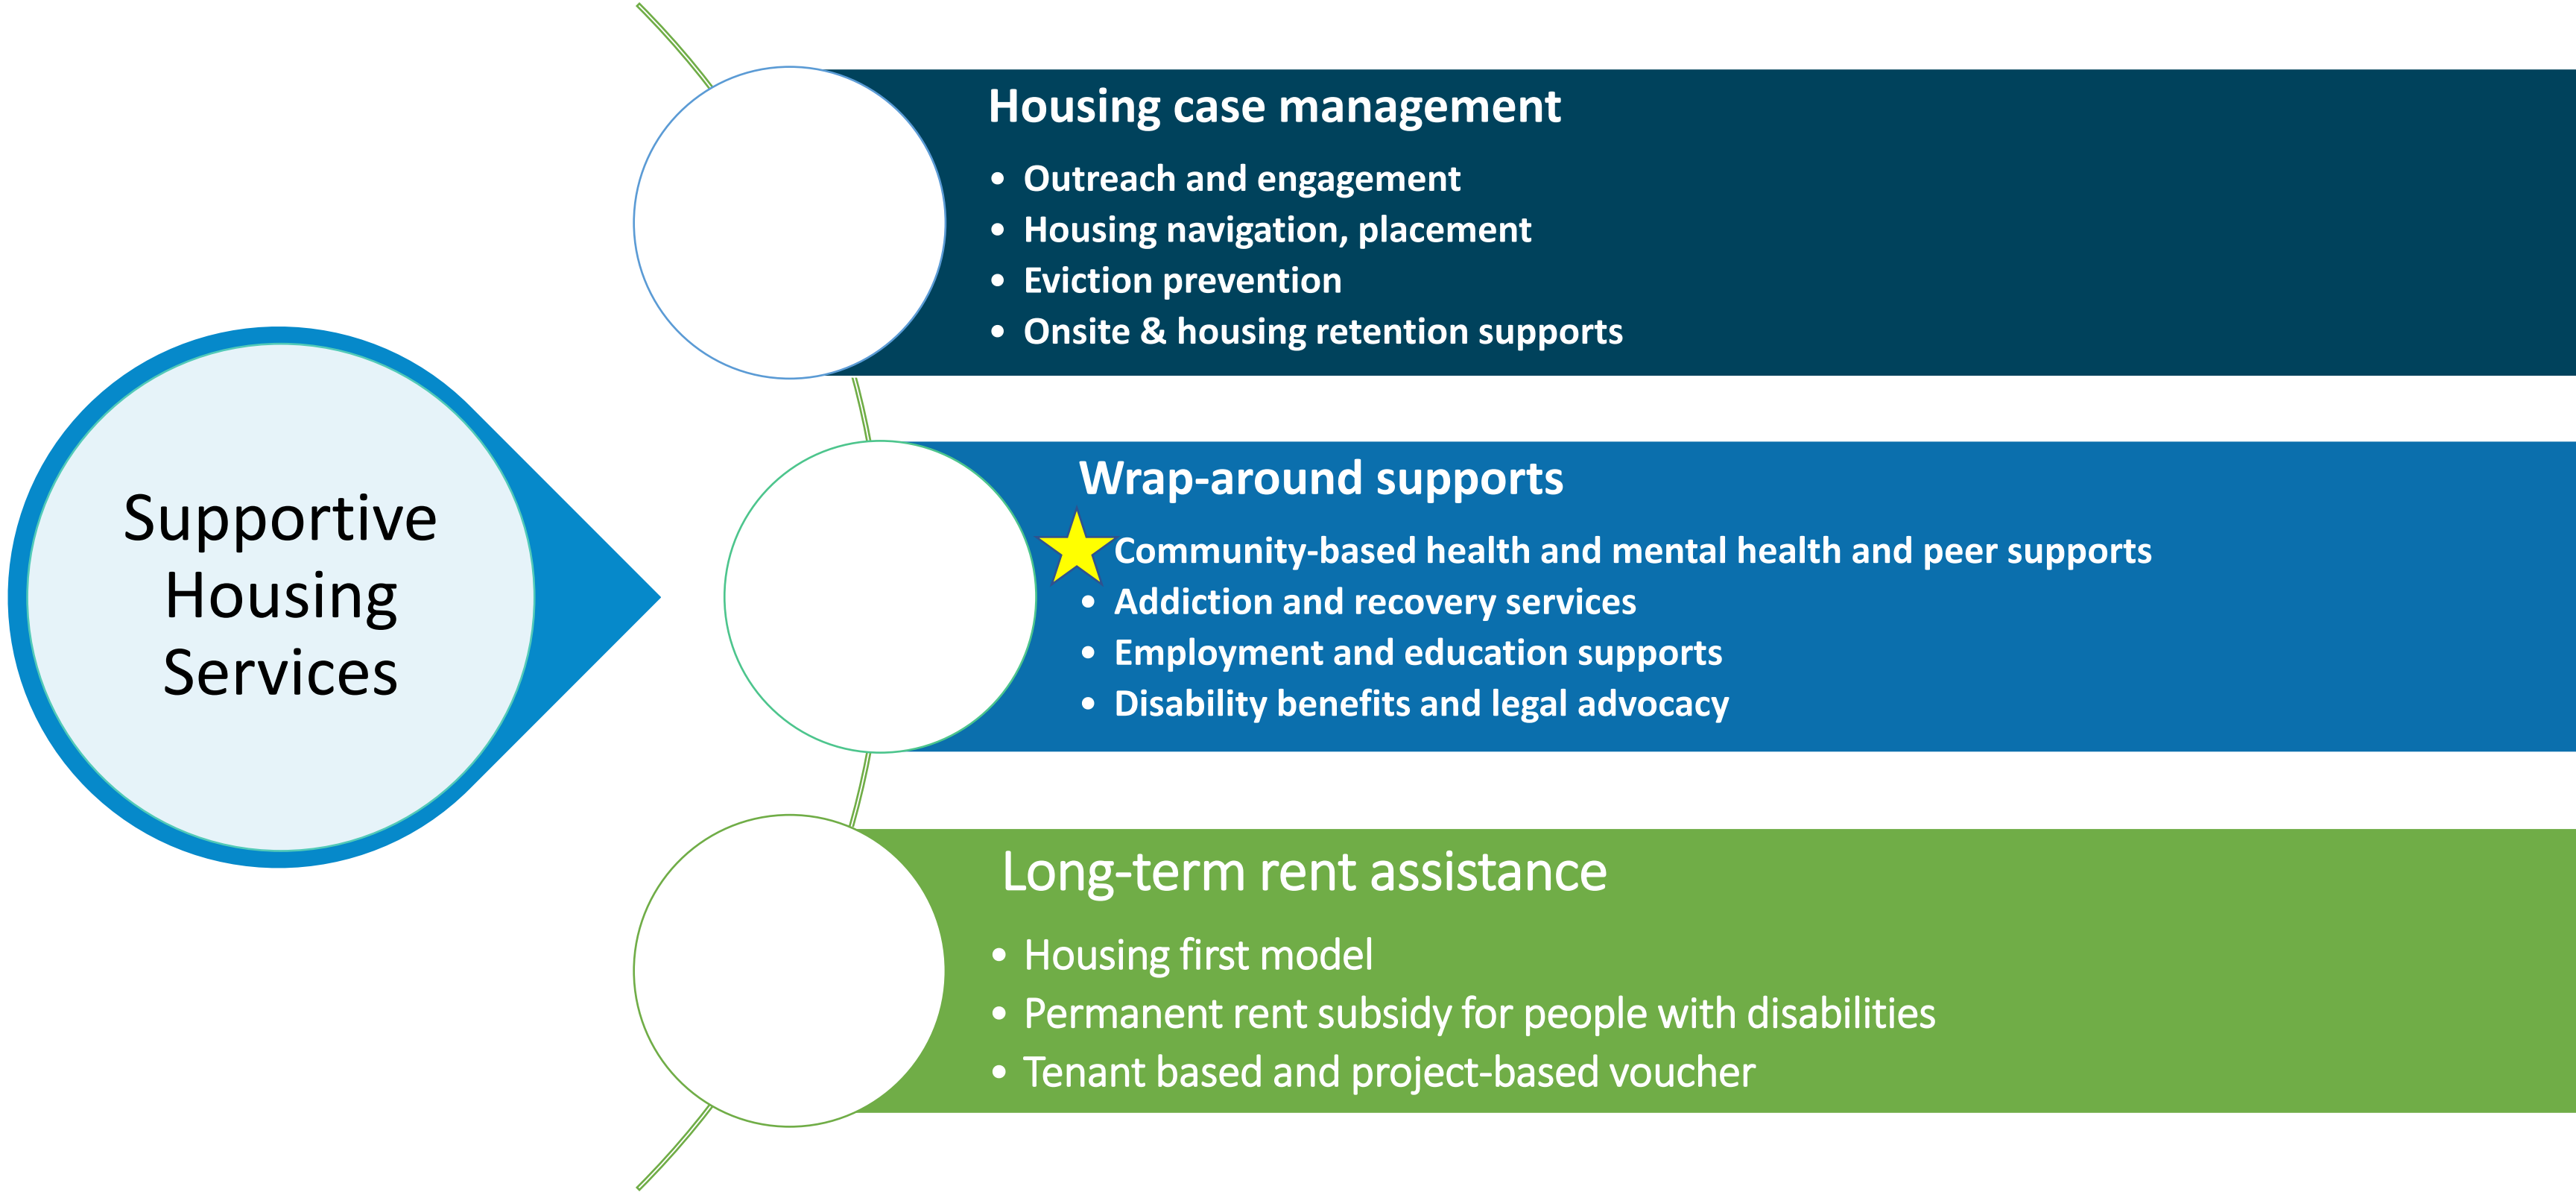 Supportive
Housing
Services
Housing case management
• Outreach and engagement
• Housing navigation, placement
• Eviction prevention
• Onsite & housing retention supports
Wrap-around supports
Community-based health and mental health and peer supports
• Addiction and recovery services
• Employment and education supports
• Disability benefits and legal advocacy
Long-term rent assistance
• Housing first model
• Permanent rent subsidy for people with disabilities
• Tenant based and project-based voucher